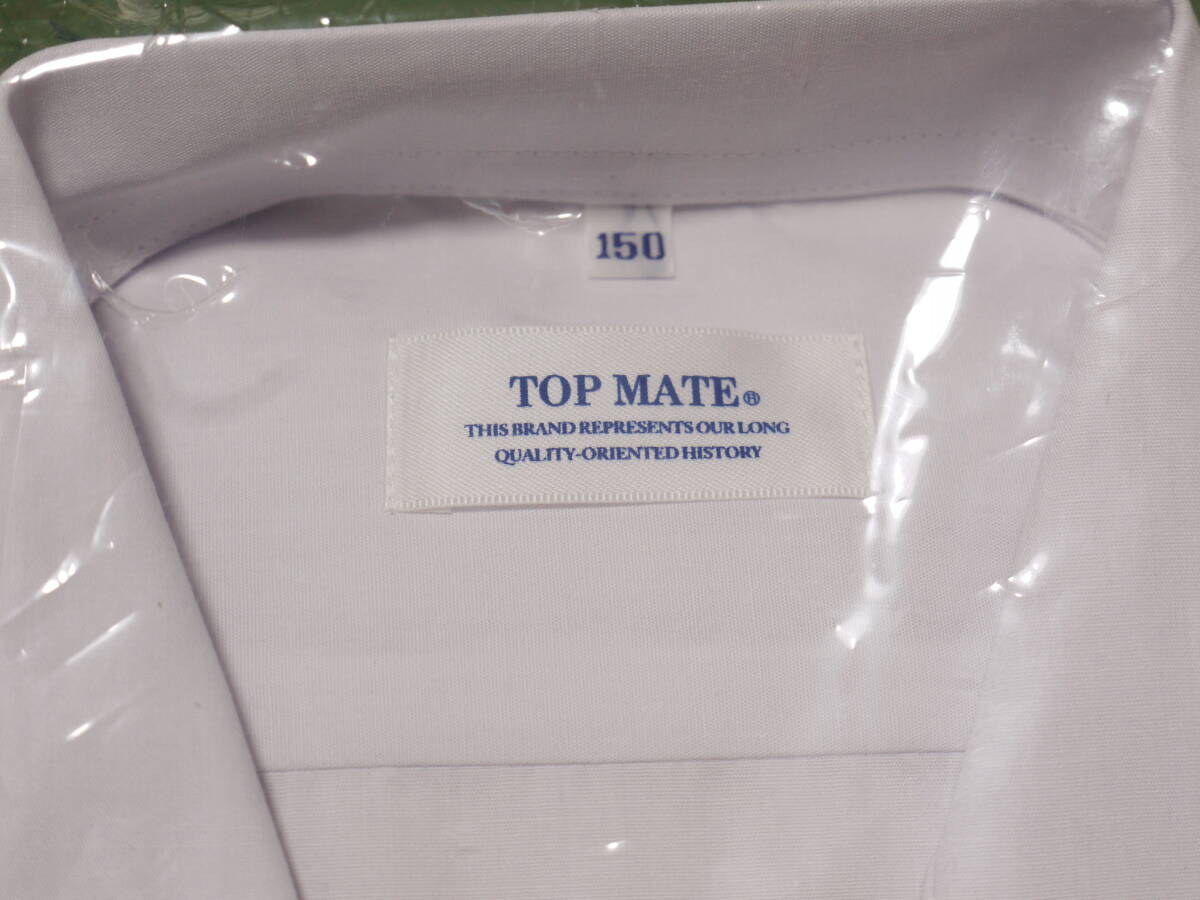 150
TOP MATE®
THIS BRAND REPRESENTS OUR LONG
QUALITY-ORIENTED HISTORY